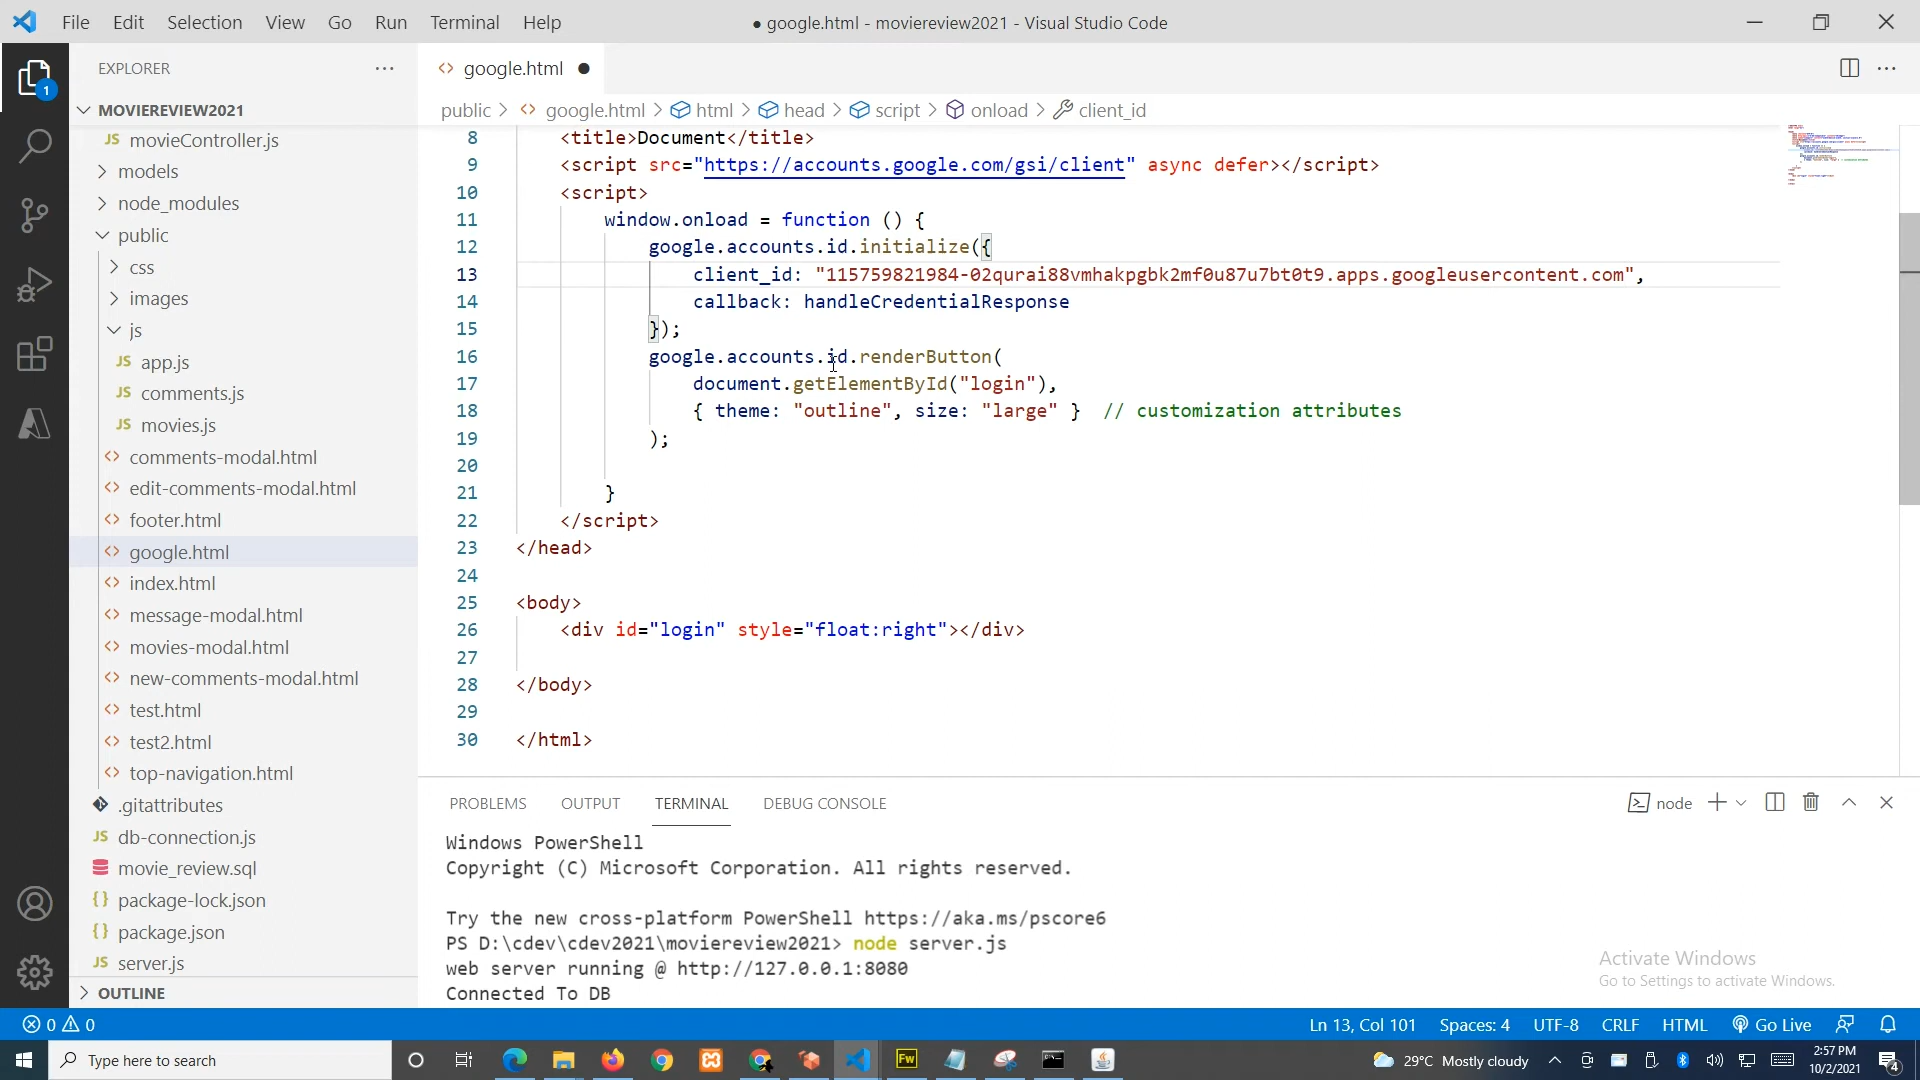 File Edit Selection View Go Run Terminal Help
● google.html - moviereview2021 - Visual Studio Code
EXPLORER
MOVIEREVIEW2021
movieController.js
models
node_modules
public
css
images
js
app.js
comments.js
movies.js
comments-modal.html
edit-comments-modal.html
footer.html
google.html
index.html
message-modal.html
movies-modal.html
new-comments-modal.html
test.html
test2.html
top-navigation.html
.gitattributes
db-connection.js
movie_review.sql
package-lock.json
package.json
server.js
OUTLINE
1
google.html ●
public > google.html > html > head > script > onload > client_id
8 <title>Document</title>
9 <script src="https://accounts.google.com/gsi/client" async defer></script>
10 <script>
11 window.onload = function () {
12 google.accounts.id.initialize({
13 client_id: "115759821984-02qurai88vmhakpgbk2mf0u87u7bt0t9.apps.googleusercontent.com",
14 callback: handleCredentialResponse
15 });
16 google.accounts.id.renderButton(
17 document.getElementById("login"),
18 { theme: "outline", size: "large" } // customization attributes
19 );
20
21 }
22 </script>
23 </head>
24
25 <body>
26 <div id="login" style="float:right"></div>
27
28 </body>
29
30 </html>
PROBLEMS OUTPUT TERMINAL DEBUG CONSOLE
node
Windows PowerShell
Copyright (C) Microsoft Corporation. All rights reserved.
Try the new cross-platform PowerShell https://aka.ms/pscore6
PS D:\cdev\cdev2021\moviereview2021> node server.js
web server running @ http://127.0.0.1:8080
Connected To DB
Activate Windows
Go to Settings to activate Windows.
0 0
Ln 13, Col 101 Spaces: 4 UTF-8 CRLF HTML Go Live
Type here to search
Fw
29°C Mostly cloudy
2:57 PM
10/2/2021
4